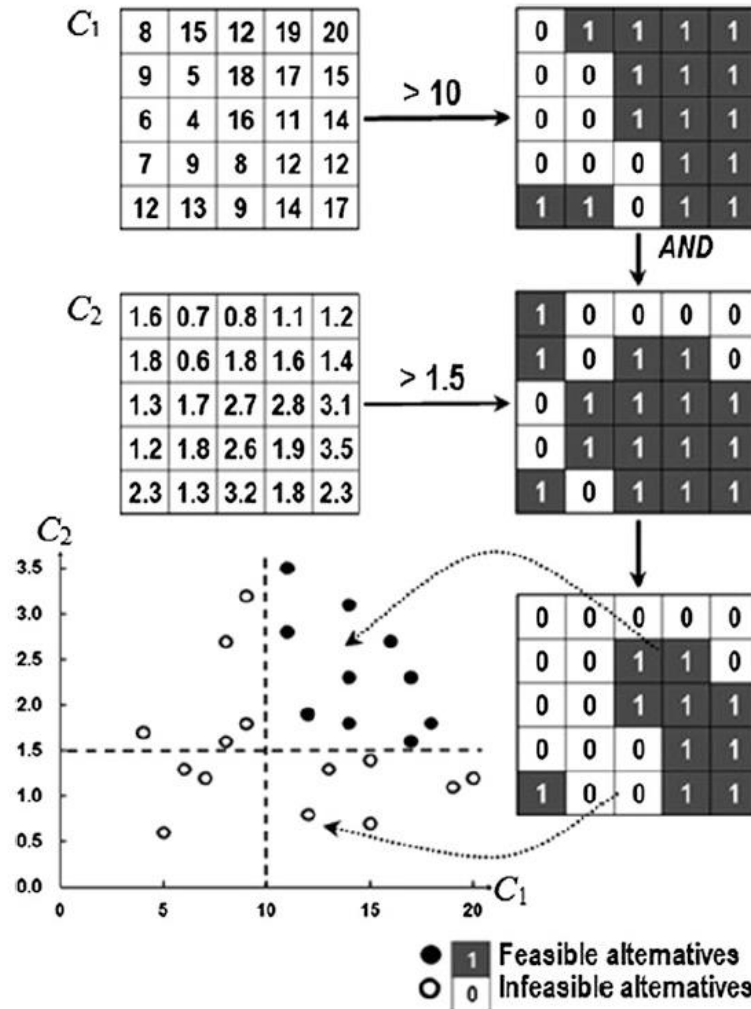 C1
8 15 12 19 20
9 5 18 17 15
6 4 16 11 14
7 9 8 12 12
12 13 9 14 17
> 10
0 1 1 1 1
0 0 1 1 1
0 0 1 1 1
0 0 0 1 1
1 1 0 1 1
AND
C2
1.6 0.7 0.8 1.1 1.2
1.8 0.6 1.8 1.6 1.4
1.3 1.7 2.7 2.8 3.1
1.2 1.8 2.6 1.9 3.5
2.3 1.3 3.2 1.8 2.3
> 1.5
1 0 0 0 0
1 0 1 1 0
0 1 1 1 1
0 1 1 1 1
1 0 1 1 1
C2
3.5
3.0
2.5
2.0
1.5
1.0
0.5
0.0
0 5 10 15 20
C1
0 0 0 0 0
0 0 1 1 0
0 0 1 1 1
0 0 0 1 1
1 0 0 1 1
1 Feasible alternatives
0 Infeasible alternatives